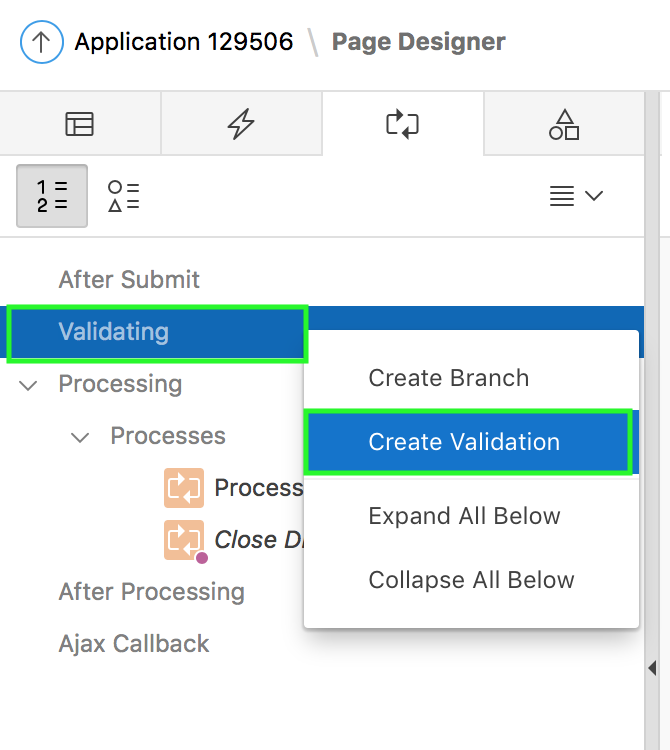 Application 129506 \ Page Designer
1 =
2 =
After Submit
Validating
Create Branch
Processing
Create Validation
Processes
Process
Expand All Below
Close D
Collapse All Below
After Processing
Ajax Callback